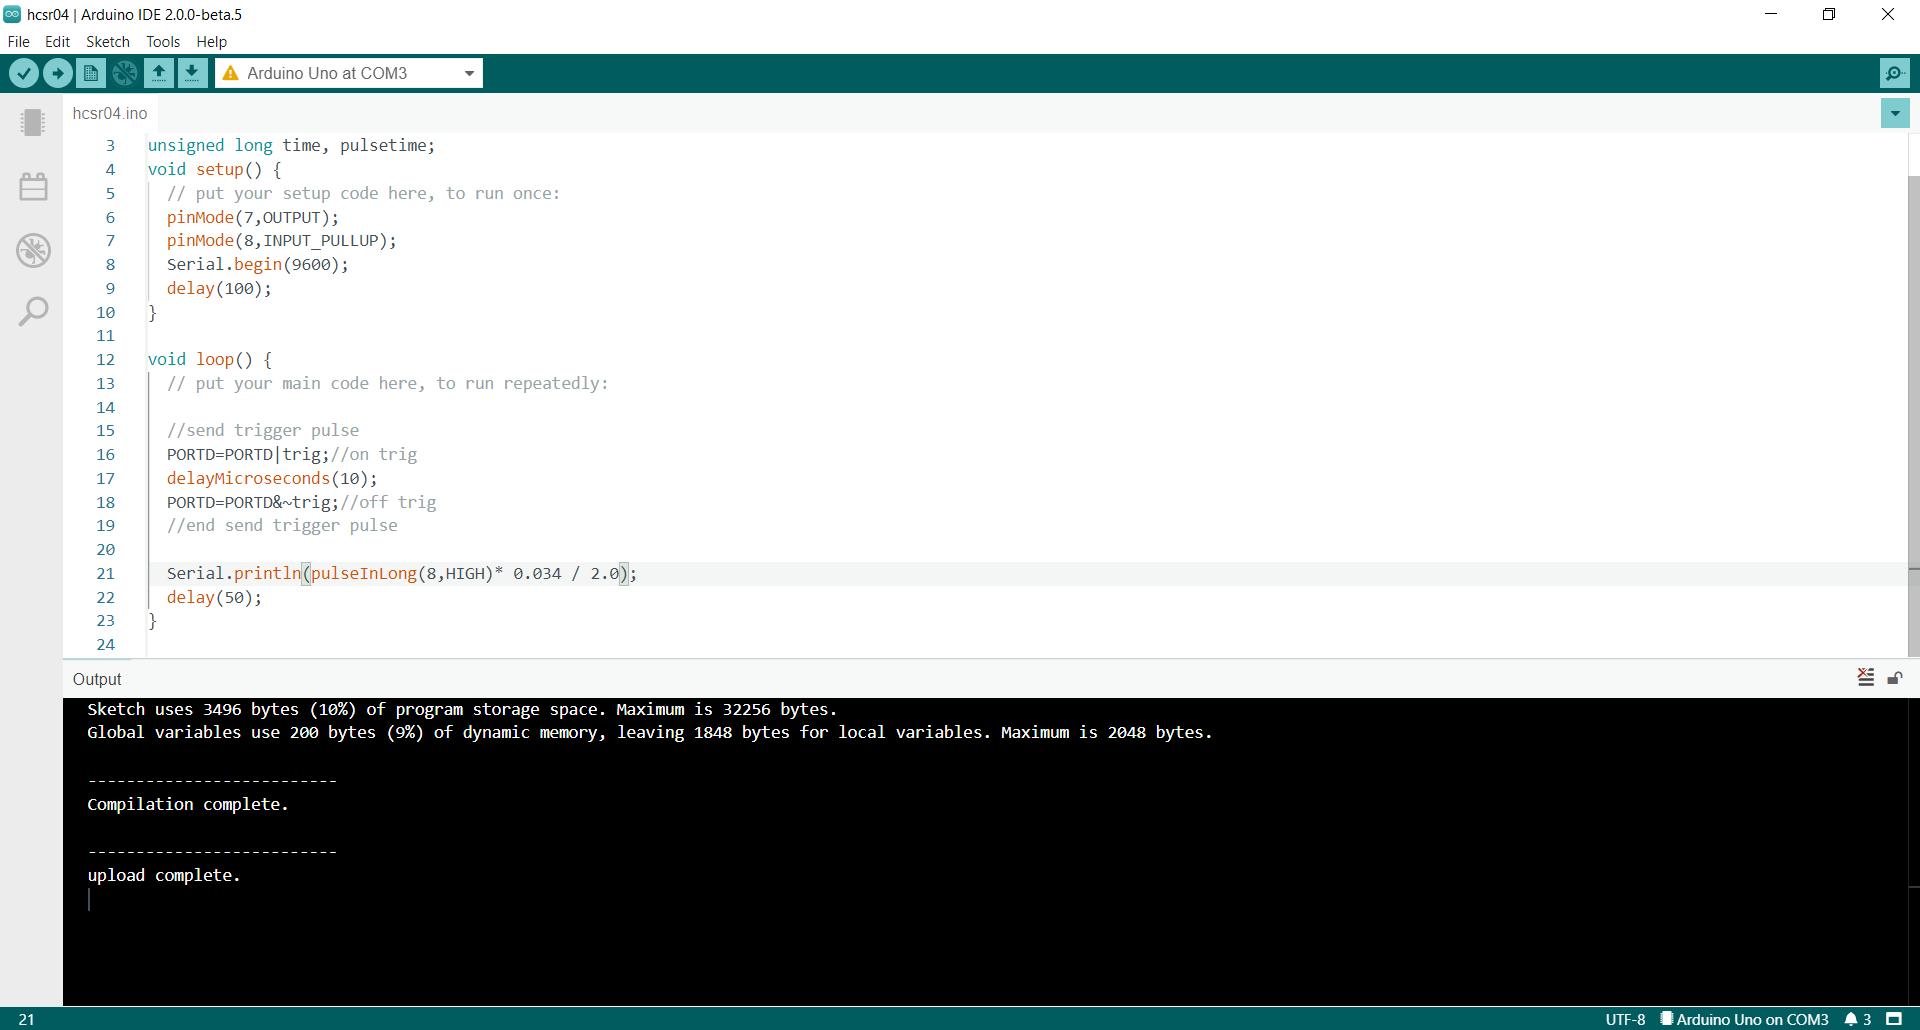 hcsr04 | Arduino IDE 2.0.0-beta.5
File Edit Sketch Tools Help
Arduino Uno at COM3
hcsr04.ino
3 unsigned long time, pulsetime;
4 void setup() {
5 // put your setup code here, to run once:
6 pinMode(7,OUTPUT);
7 pinMode(8,INPUT_PULLUP);
8 Serial.begin(9600);
9 delay(100);
10 }
11
12 void loop() {
13 // put your main code here, to run repeatedly:
14
15 //send trigger pulse
16 PORTD=PORTD|trig;//on trig
17 delayMicroseconds(10);
18 PORTD=PORTD&~trig;//off trig
19 //end send trigger pulse
20
21 Serial.println(pulseInLong(8,HIGH)* 0.034 / 2.0);
22 delay(50);
23 }
24
Output
Sketch uses 3496 bytes (10%) of program storage space. Maximum is 32256 bytes.
Global variables use 200 bytes (9%) of dynamic memory, leaving 1848 bytes for local variables. Maximum is 2048 bytes.
--------------------------
Compilation complete.
--------------------------
upload complete.
21 UTF-8 Arduino Uno on COM3 3